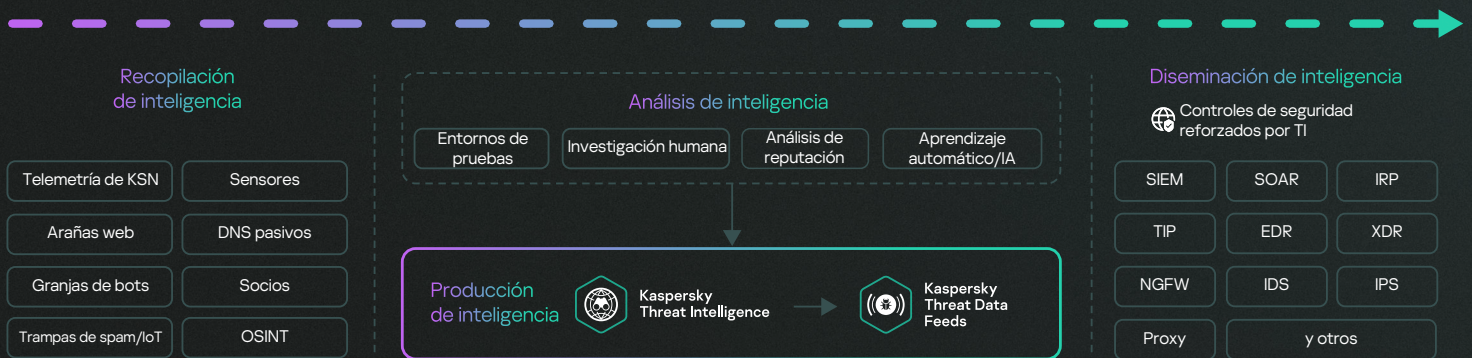 Recopilación
de inteligencia
Telemetría de KSN
Sensores
Arañas web
DNS pasivos
Granjas de bots
Socios
Trampas de spam/IoT
OSINT
Análisis de inteligencia
Entornos de
pruebas
Investigación humana
Análisis de
reputación
Aprendizaje
automático/IA
Producción
de inteligencia
Kaspersky
Threat Intelligence
Kaspersky
Threat Data
Feeds
Diseminación de inteligencia
Controles de seguridad
reforzados por TI
SIEM
SOAR
IRP
TIP
EDR
XDR
NGFW
IDS
IPS
Proxy
y otros